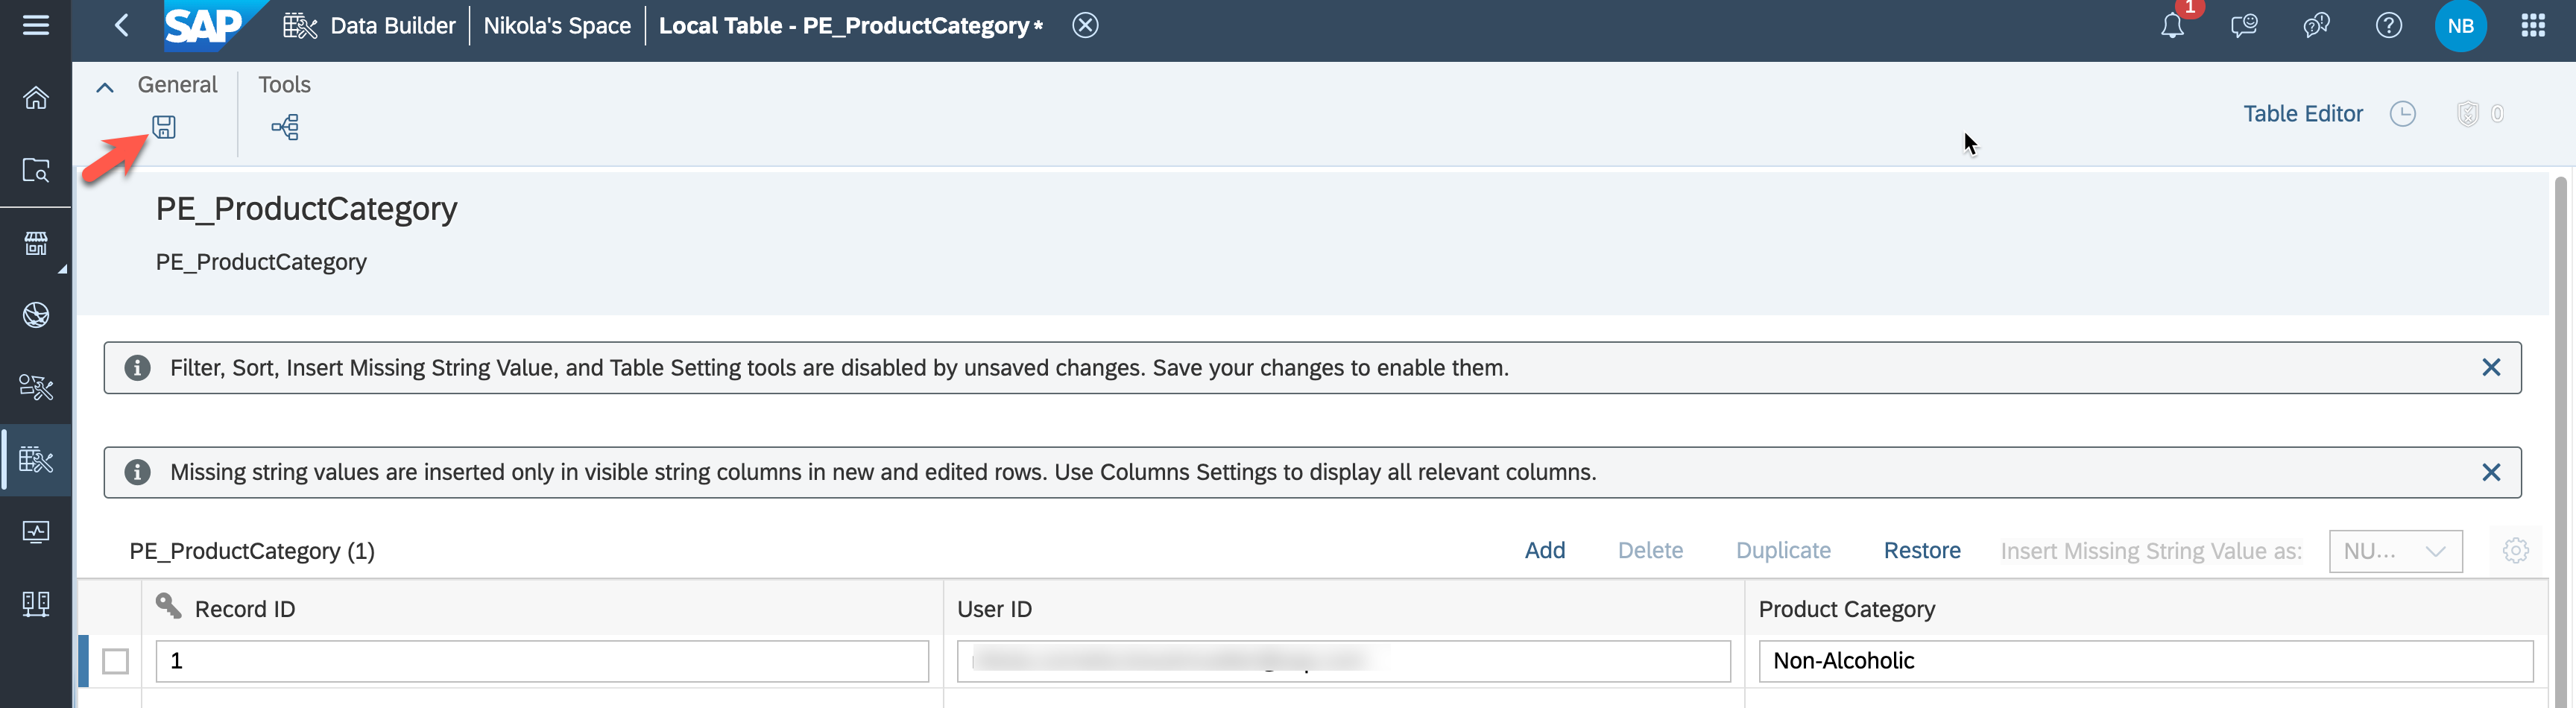 SAP Data Builder Nikola's Space Local Table - PE_ProductCategory* 1 NB
General Tools
Table Editor 0
PE_ProductCategory
PE_ProductCategory
Filter, Sort, Insert Missing String Value, and Table Setting tools are disabled by unsaved changes. Save your changes to enable them.
Missing string values are inserted only in visible string columns in new and edited rows. Use Columns Settings to display all relevant columns.
PE_ProductCategory (1) Add Delete Duplicate Restore Insert Missing String Value as: NU...
Record ID User ID Product Category
1 Non-Alcoholic